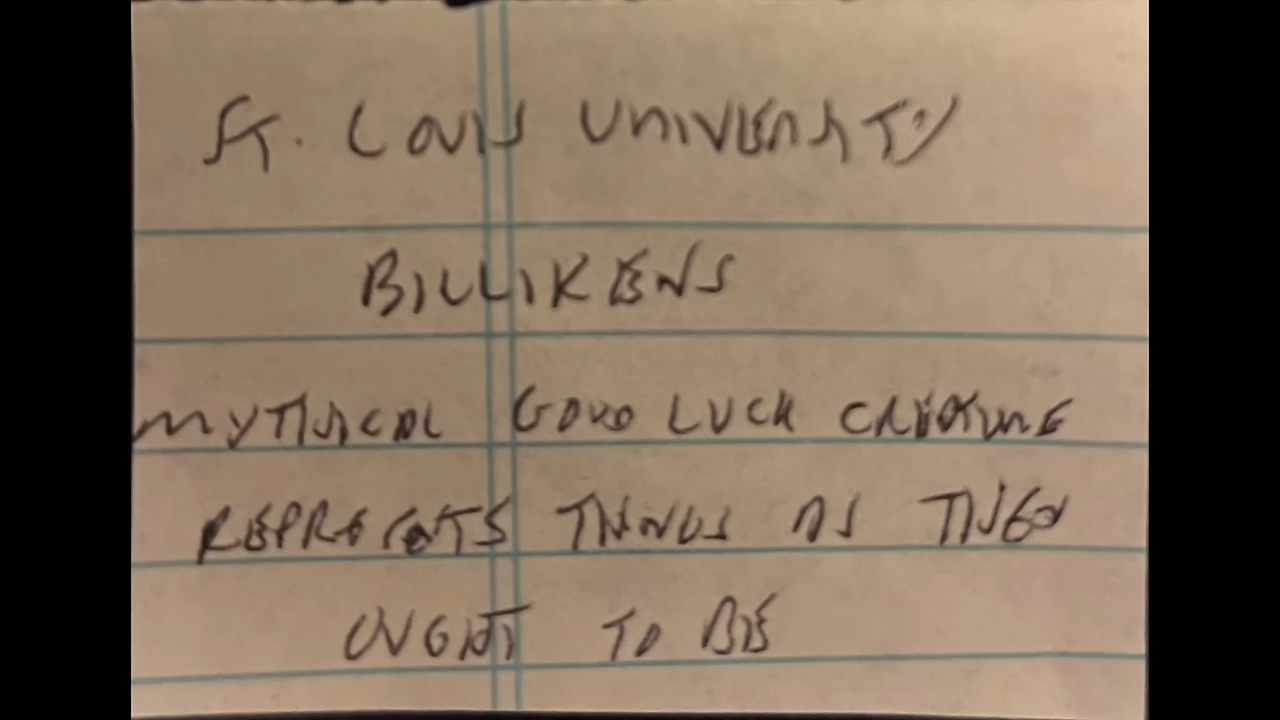 ST. LOUIS UNIVERSITY
BILLIKENS
MYTHICAL GOOD LUCK CREATURE
REPRESENTS THINGS AS THEY
OUGHT TO BE